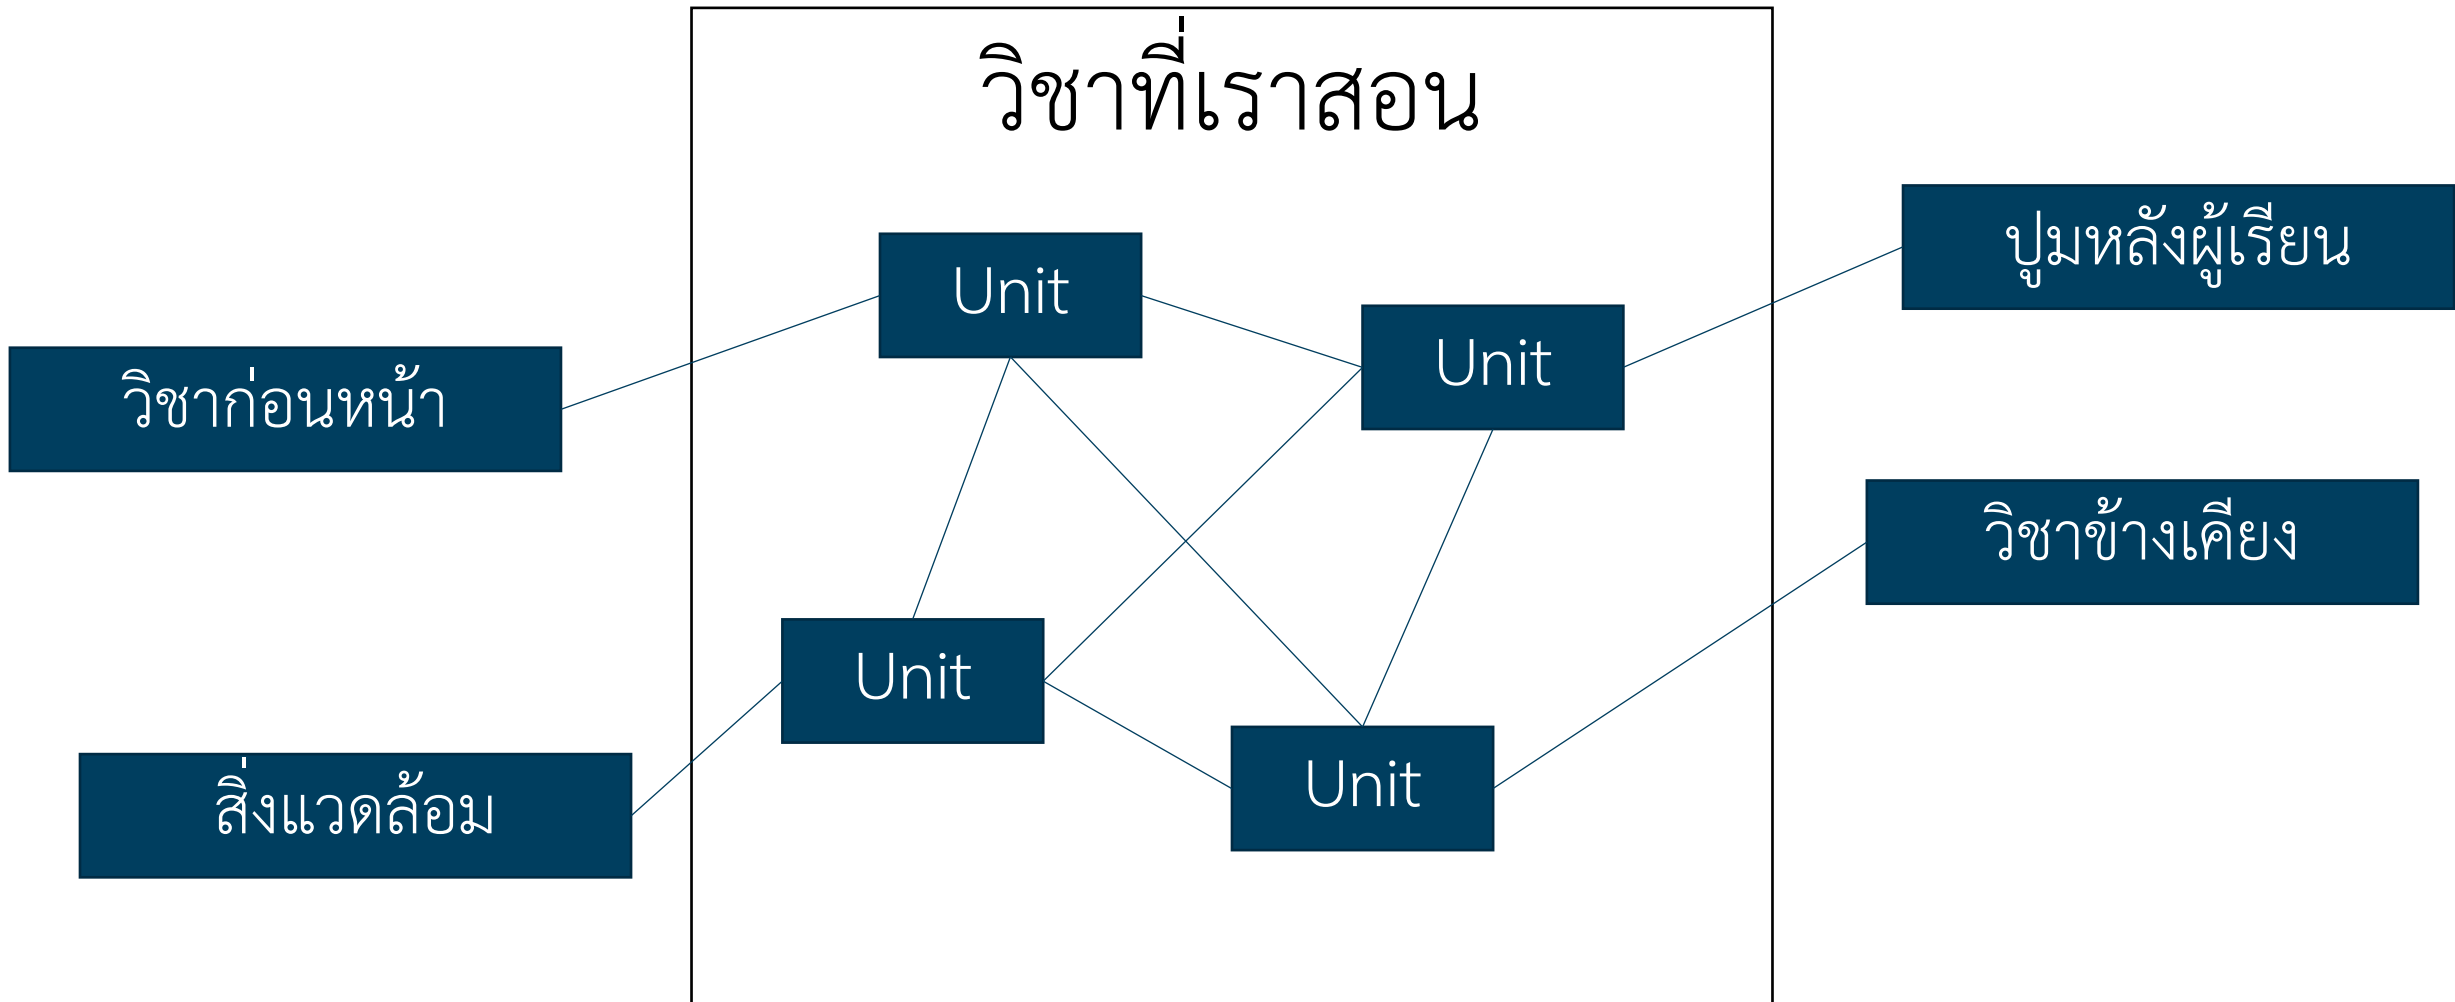 วิชาที่เราสอน
Unit
ปูมหลังผู้เรียน
Unit
วิชาก่อนหน้า
วิชาข้างเคียง
Unit
Unit
สิ่งแวดล้อม